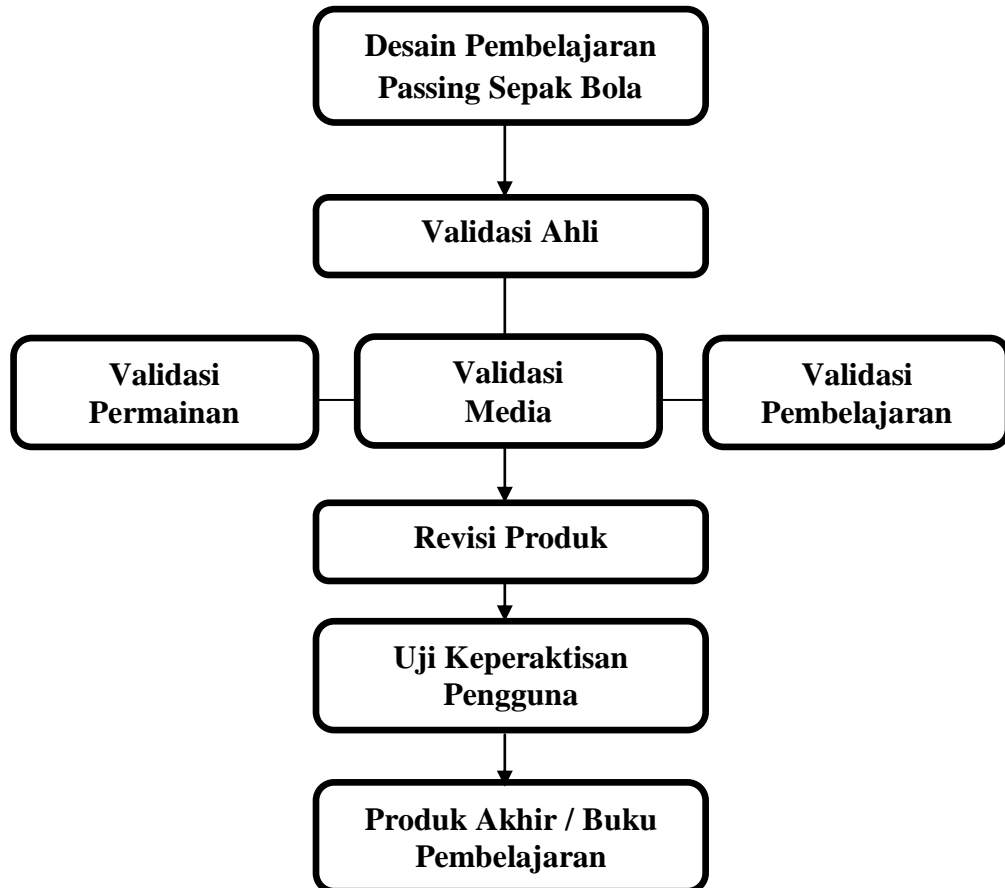 Desain Pembelajaran
Passing Sepak Bola
Validasi Ahli
Validasi
Permainan
Validasi
Media
Validasi
Pembelajaran
Revisi Produk
Uji Keperaktisan
Pengguna
Produk Akhir / Buku
Pembelajaran